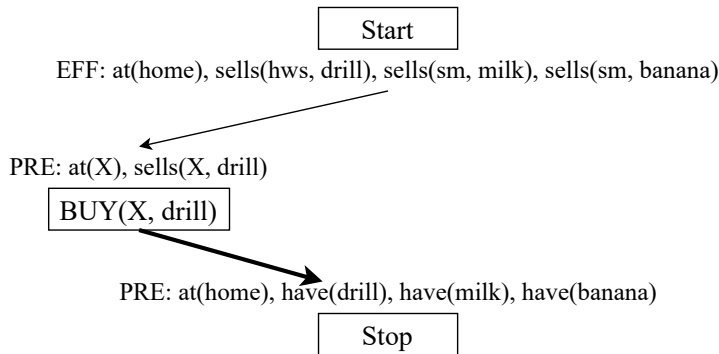 Start
EFF: at(home), sells(hws, drill), sells(sm, milk), sells(sm, banana)
PRE: at(X), sells(X, drill)
BUY(X, drill)
PRE: at(home), have(drill), have(milk), have(banana)
Stop